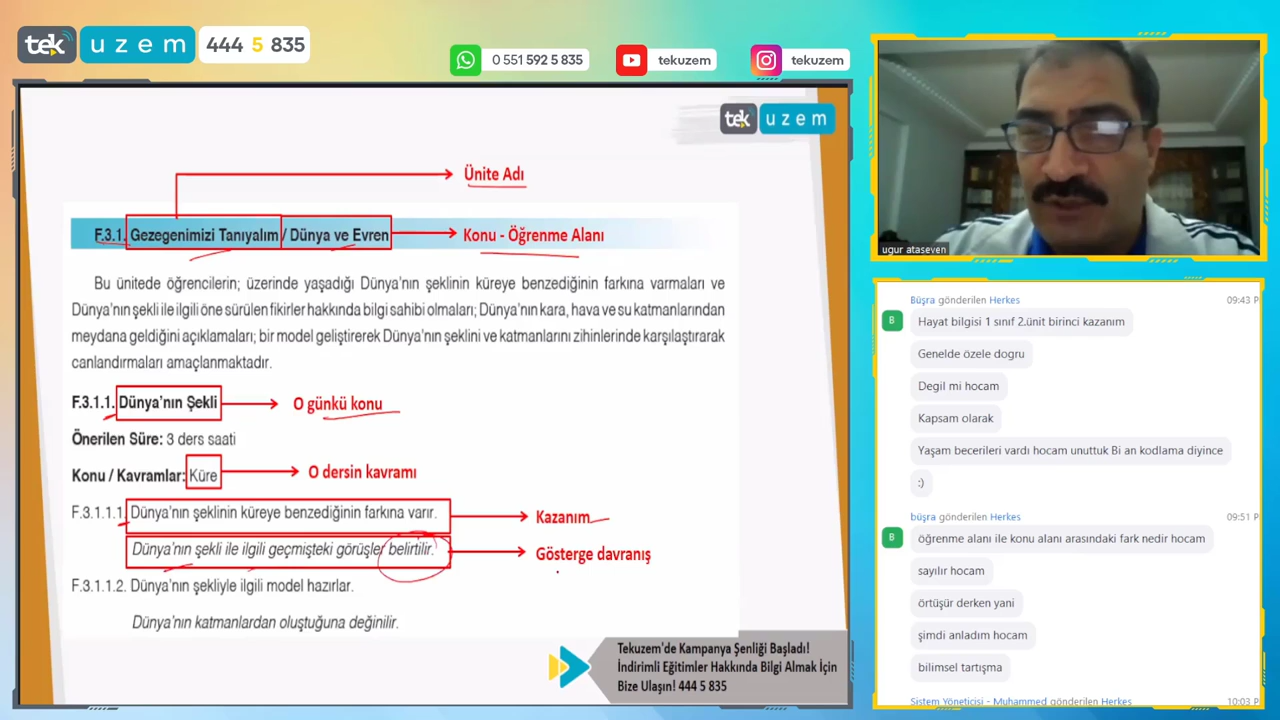 tek uzem 444 5 835
0 551 592 5 835
tekuzem
tekuzem
tek uzem
Ünite Adı
F.3.1. Gezegenimizi Tanıyalım / Dünya ve Evren
Konu - Öğrenme Alanı
Bu ünitede öğrencilerin; üzerinde yaşadığı Dünya’nın şeklinin küreye benzediğinin farkına varmaları ve
Dünya’nın şekli ile ilgili öne sürülen fikirler hakkında bilgi sahibi olmaları; Dünya’nın kara, hava ve su katmanlarından
meydana geldiğini açıklamaları; bir model geliştirerek Dünya’nın şeklini ve katmanlarını zihinlerinde karşılaştırarak
canlandırmaları amaçlanmaktadır.
F.3.1.1. Dünya’nın Şekli
O günkü konu
Önerilen Süre: 3 ders saati
Konu / Kavramlar: Küre
O dersin kavramı
F.3.1.1.1. Dünya’nın şeklinin küreye benzediğinin farkına varır.
Kazanım
Dünya’nın şekli ile ilgili geçmişteki görüşler belirtilir.
Gösterge davranış
F.3.1.1.2. Dünya’nın şekliyle ilgili model hazırlar.
Dünya’nın katmanlardan oluştuğuna değinilir.
Tekuzem'de Kampanya Şenliği Başladı!
İndirimli Eğitimler Hakkında Bilgi Almak İçin
Bize Ulaşın! 444 5 835
ugur ataseven
Büşra gönderilen Herkes 09:43 P
B
Hayat bilgisi 1 sınıf 2.ünit birinci kazanım
Genelde özele dogru
Degil mi hocam
Kapsam olarak
Yaşam becerileri vardı hocam unuttuk Bi an kodlama diyince
:)
büşra gönderilen Herkes 09:51 P
B
öğrenme alanı ile konu alanı arasındaki fark nedir hocam
sayılır hocam
örtüşür derken yani
şimdi anladım hocam
bilimsel tartışma
Sistem Yöneticisi - Muhammed gönderilen Herkes 10:03 P